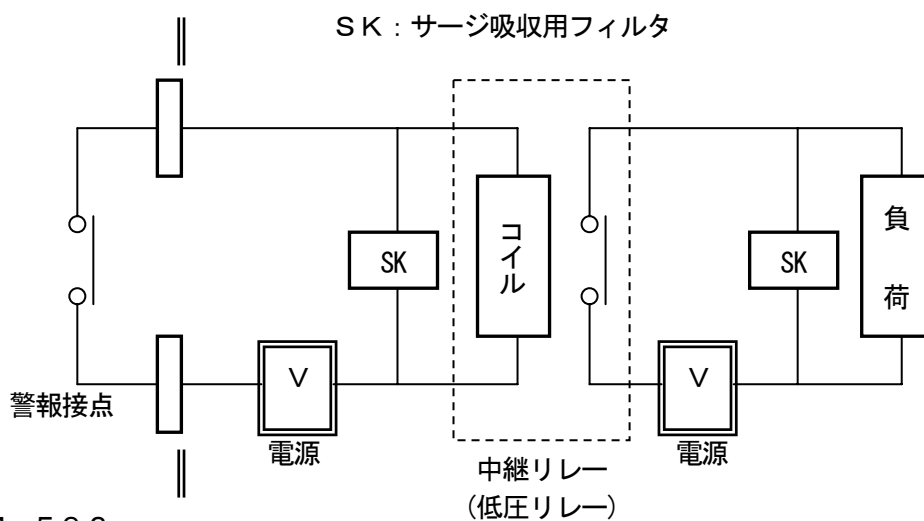 SK：サージ吸収用フィルタ
SK
コイル
SK
負荷
V
V
警報接点
電源
電源
中継リレー
(低圧リレー)